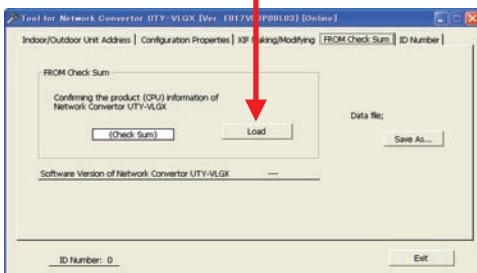 Tool for Network Convertor UTY-VLGX [Ver. E017V  P00L03] [Online]
Indoor/Outdoor Unit Address Configuration Properties XIF Making/Modifying FROM Check Sum ID Number
FROM Check Sum
Confirming the product (CPU) information of
Network Convertor UTY-VLGX
(Check Sum) Load
Data file;
Save As...
Software Version of Network Convertor UTY-VLGX ---
ID Number: 0 Exit